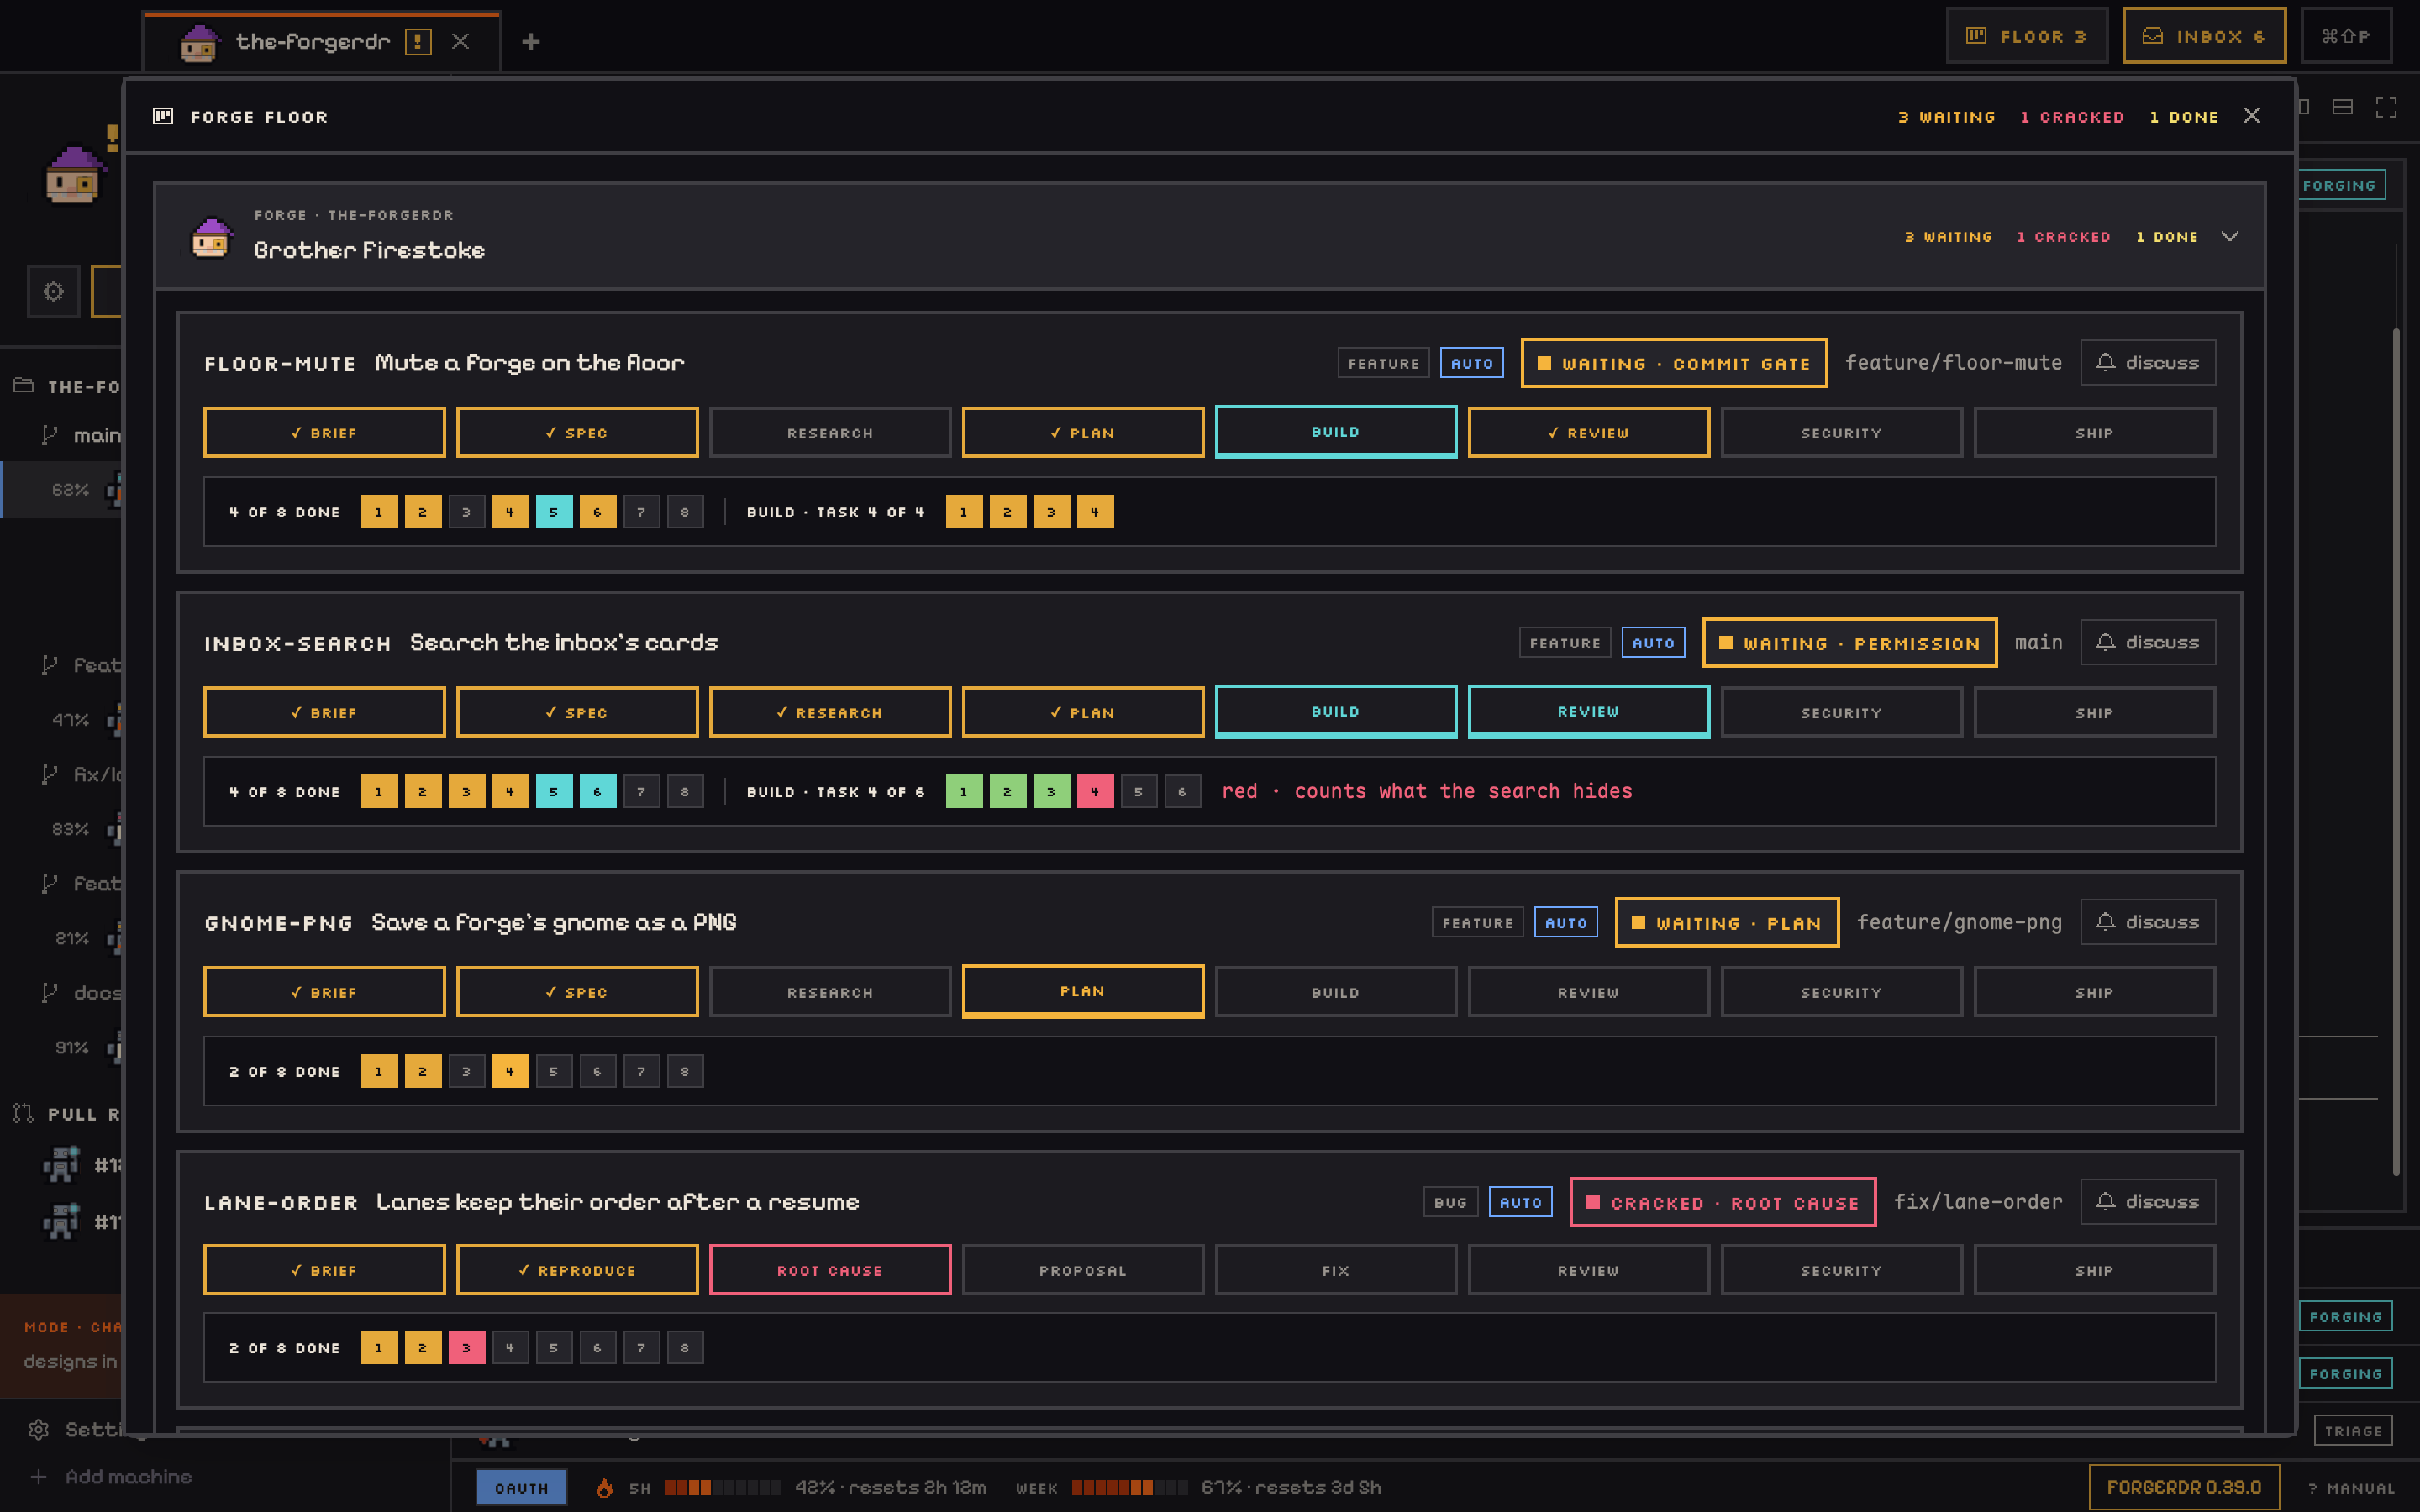 the-forgerdr
FLOOR 3
INBOX 6
⌘⇧P
FORGE FLOOR
3 WAITING 1 CRACKED 1 DONE
FORGING
FORGE · THE-FORGERDR
Brother Firestoke
3 WAITING 1 CRACKED 1 DONE
FLOOR-MUTE Mute a forge on the floor
FEATURE AUTO WAITING · COMMIT GATE feature/floor-mute discuss
✓ BRIEF ✓ SPEC RESEARCH ✓ PLAN BUILD ✓ REVIEW SECURITY SHIP
4 OF 8 DONE 1 2 3 4 5 6 7 8 BUILD · TASK 4 OF 4 1 2 3 4
INBOX-SEARCH Search the inbox's cards
FEATURE AUTO WAITING · PERMISSION main discuss
✓ BRIEF ✓ SPEC ✓ RESEARCH ✓ PLAN BUILD REVIEW SECURITY SHIP
4 OF 8 DONE 1 2 3 4 5 6 7 8 BUILD · TASK 4 OF 6 1 2 3 4 5 6 red · counts what the search hides
GNOME-PNG Save a forge's gnome as a PNG
FEATURE AUTO WAITING · PLAN feature/gnome-png discuss
✓ BRIEF ✓ SPEC RESEARCH PLAN BUILD REVIEW SECURITY SHIP
2 OF 8 DONE 1 2 3 4 5 6 7 8
LANE-ORDER Lanes keep their order after a resume
BUG AUTO CRACKED · ROOT CAUSE fix/lane-order discuss
✓ BRIEF ✓ REPRODUCE ROOT CAUSE PROPOSAL FIX REVIEW SECURITY SHIP
2 OF 8 DONE 1 2 3 4 5 6 7 8
THE-FO
main
62%
feat
47%
fix/lo
83%
feat
21%
docs
91%
PULL R
#1
#1
MODE · CHA
designs in
Setti
Add machine
FORGING
FORGING
TRIAGE
OAUTH 5H 42% · resets 2h 12m WEEK 67% · resets 3d 9h
FORGERDR 0.39.0
? MANUAL